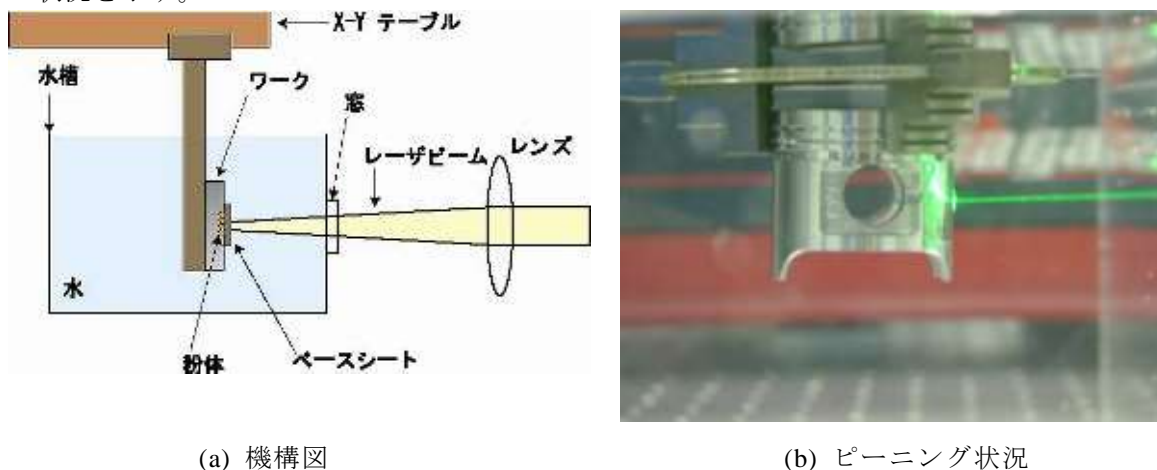 X-Y テーブル
水槽
ワーク
窓
レーザビーム
レンズ
水
粉体
ベースシート
(a) 機構図
(b) ピーニング状況